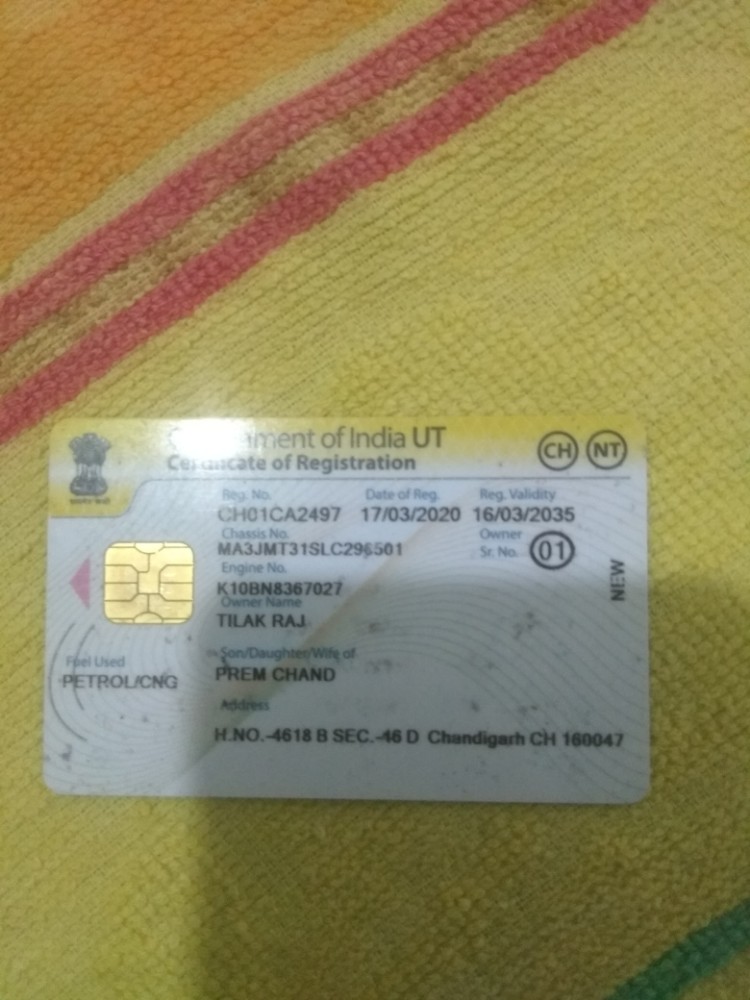 ment of India UT
Certificate of Registration
CH NT
Reg. No. Date of Reg. Reg. Validity
CH01CA2497 17/03/2020 16/03/2035
Chassis No. Owner
MA3JMT31SLC296501 Sr. No. 01
Engine No.
K10BN8367027
Owner Name
TILAK RAJ
Son/Daughter/Wife of
PREM CHAND
Fuel Used
PETROL/CNG
Address
H.NO.-4618 B SEC.-46 D Chandigarh CH 160047
NEW